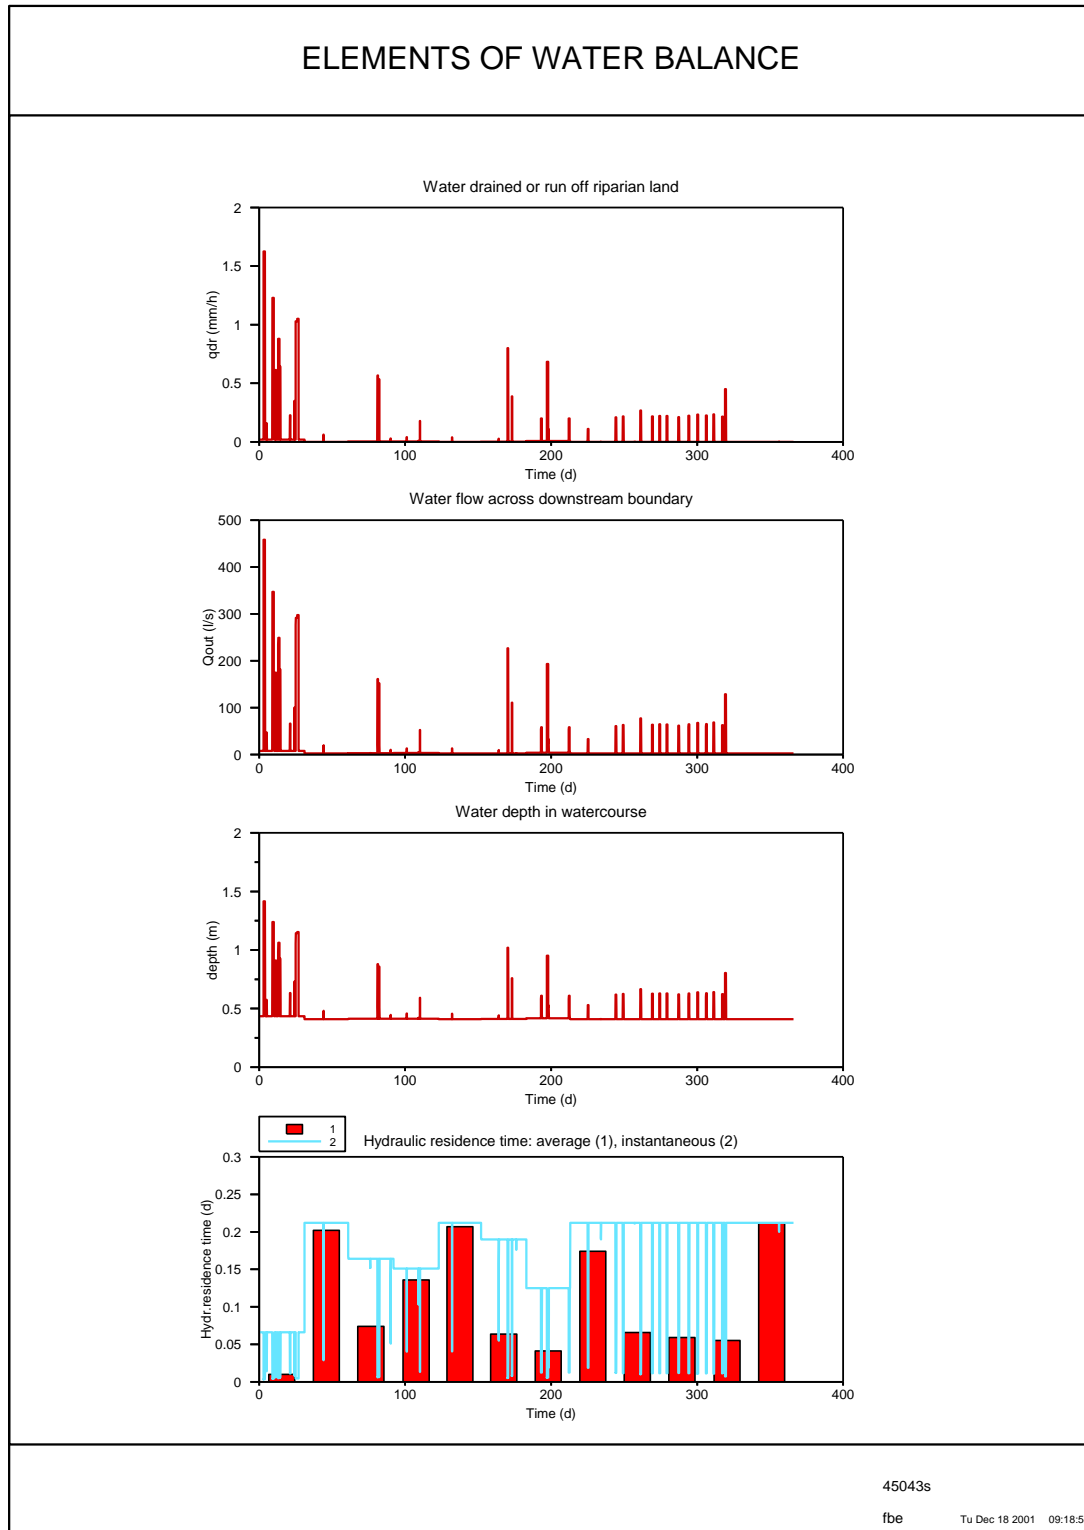 ELEMENTS OF WATER BALANCE
Water drained or run off riparian land
2
1.5
1
0.5
0
qdr (mm/h)
0 100 200 300 400
Time (d)
Water flow across downstream boundary
500
400
300
200
100
0
Qout (l/s)
0 100 200 300 400
Time (d)
Water depth in watercourse
2
1.5
1
0.5
0
depth (m)
0 100 200 300 400
Time (d)
1
2
Hydraulic residence time: average (1), instantaneous (2)
0.3
0.25
0.2
0.15
0.1
0.05
0
Hydr.residence time (d)
0 100 200 300 400
Time (d)
45043s
fbe Tu Dec 18 2001 09:18:5